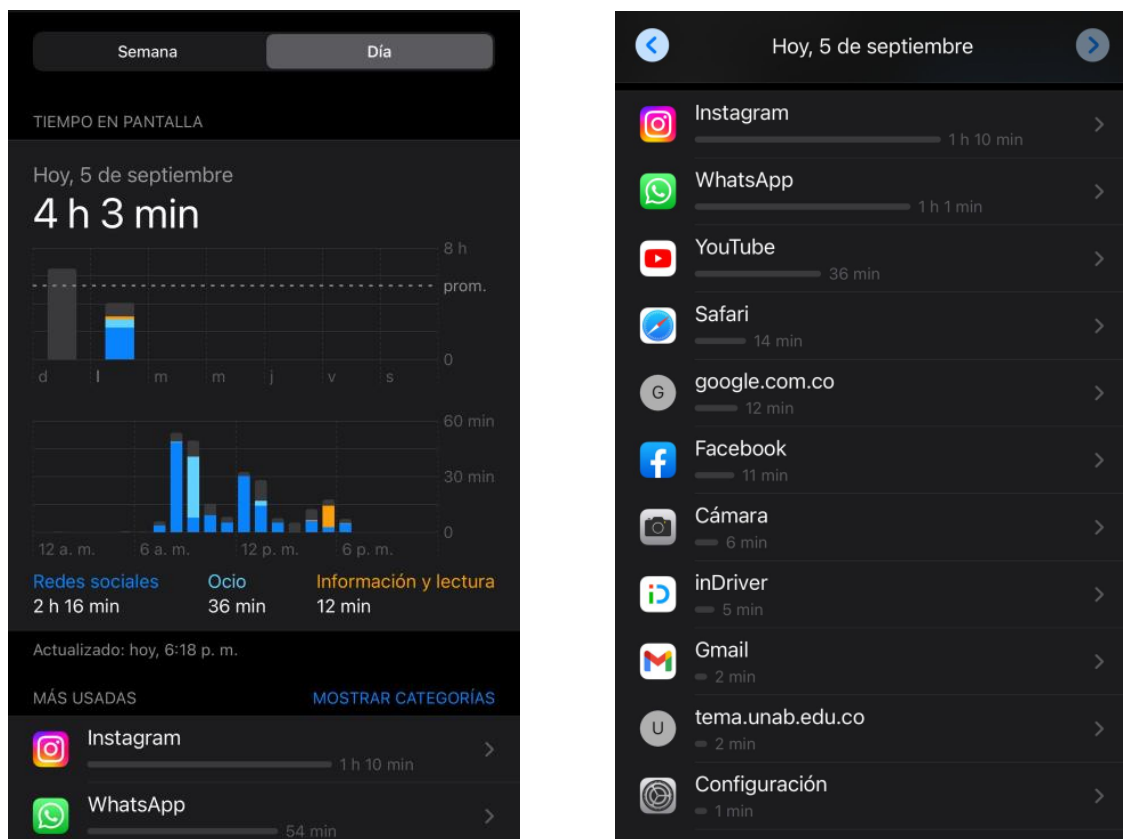 Semana Día
TIEMPO EN PANTALLA
Hoy, 5 de septiembre
4 h 3 min
8 h
prom.
0
d l m m j v s
60 min
30 min
0
12 a. m. 6 a. m. 12 p. m. 6 p. m.
Redes sociales Ocio Información y lectura
2 h 16 min 36 min 12 min
Actualizado: hoy, 6:18 p. m.
MÁS USADAS MOSTRAR CATEGORÍAS
Instagram
1 h 10 min
WhatsApp
54 min
Hoy, 5 de septiembre
Instagram
1 h 10 min
WhatsApp
1 h 1 min
YouTube
36 min
Safari
14 min
G
google.com.co
12 min
Facebook
11 min
Cámara
6 min
inDriver
5 min
Gmail
2 min
U
tema.unab.edu.co
2 min
Configuración
1 min